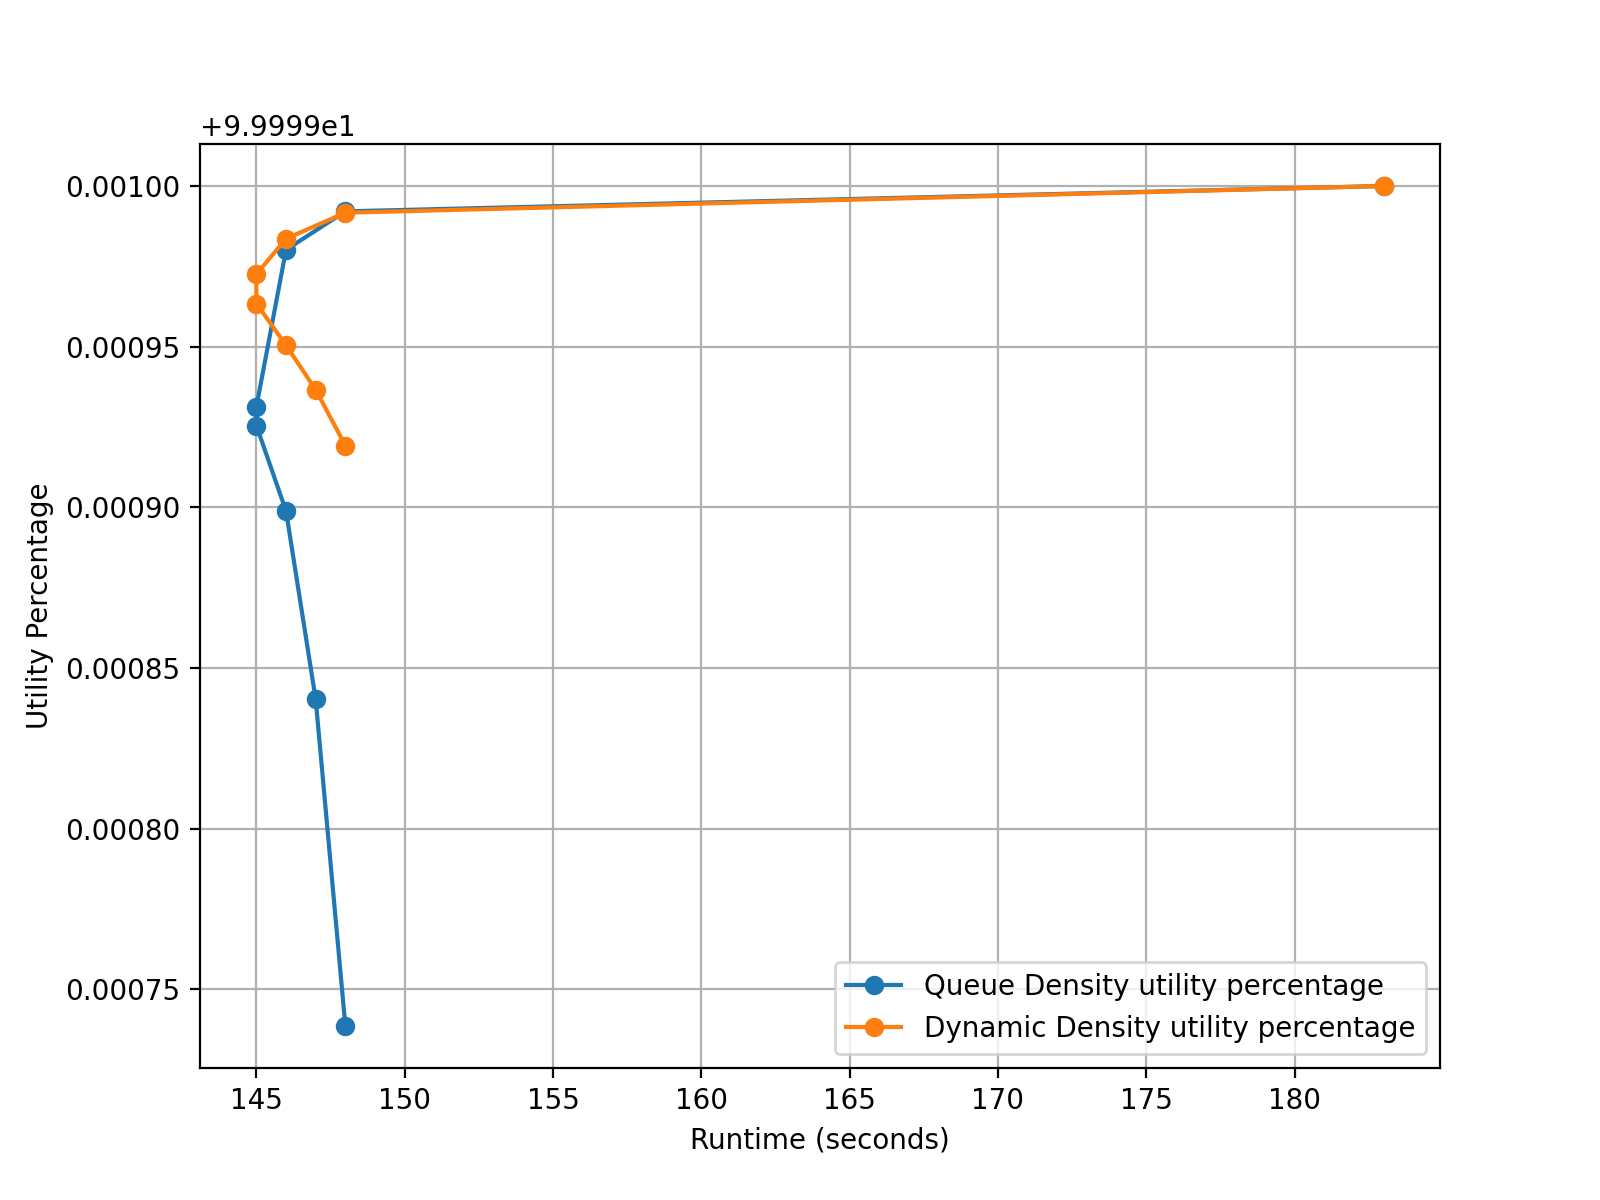 +9.9999e1
0.00100
0.00095
0.00090
0.00085
0.00080
0.00075
Utility Percentage
145 150 155 160 165 170 175 180
Runtime (seconds)
Queue Density utility percentage
Dynamic Density utility percentage